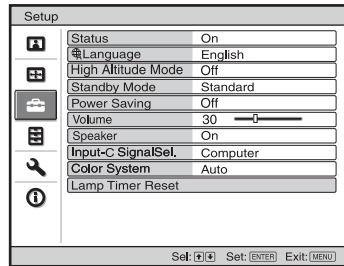 Setup
Status On
Language English
High Altitude Mode Off
Standby Mode Standard
Power Saving Off
Volume 30
Speaker On
Input-C SignalSel. Computer
Color System Auto
Lamp Timer Reset
Sel: Set: ENTER Exit: MENU